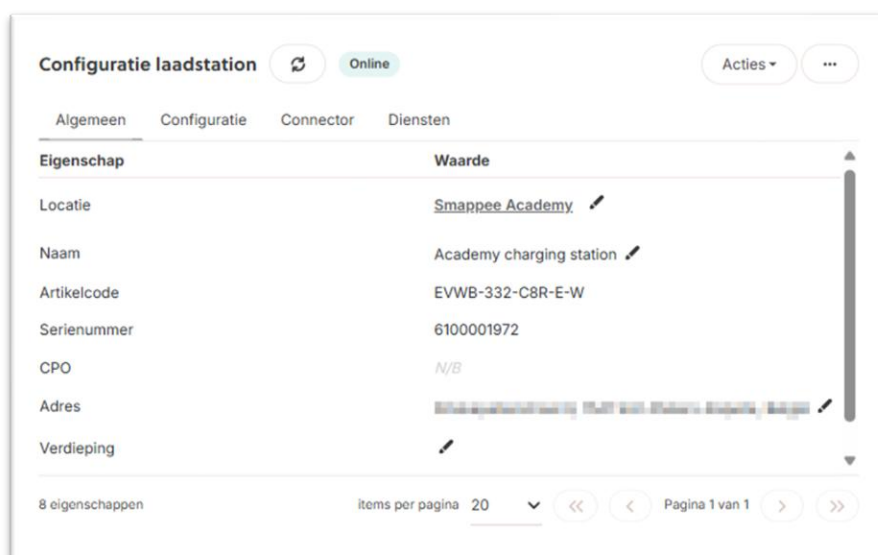 Configuratie laadstation Online Acties ...
Algemeen Configuratie Connector Diensten
Eigenschap Waarde
Locatie Smappee Academy
Naam Academy charging station
Artikelcode EVWB-332-C8R-E-W
Serienummer 6100001972
CPO N/B
Adres
Verdieping
8 eigenschappen items per pagina 20 Pagina 1 van 1